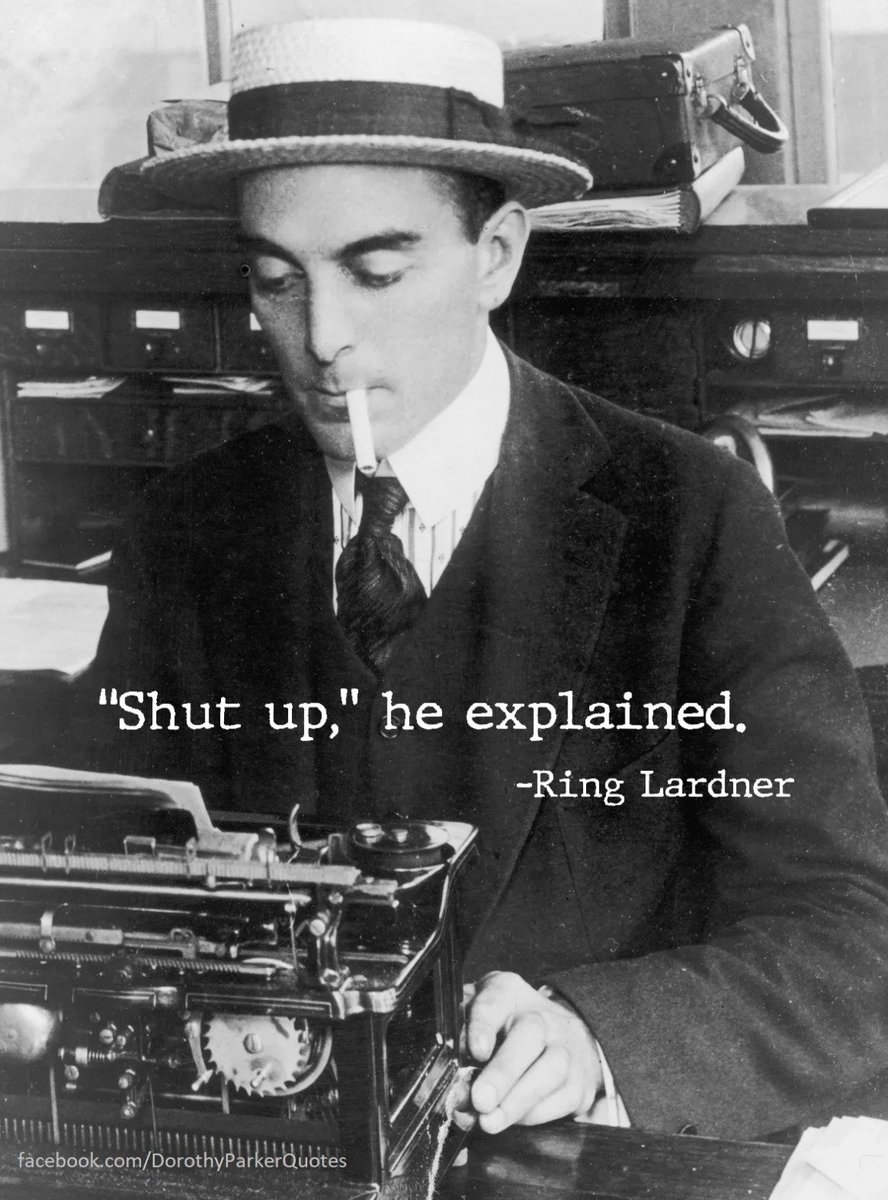 "Shut up," he explained.
-Ring Lardner
facebook.com/DorothyParkerQuotes